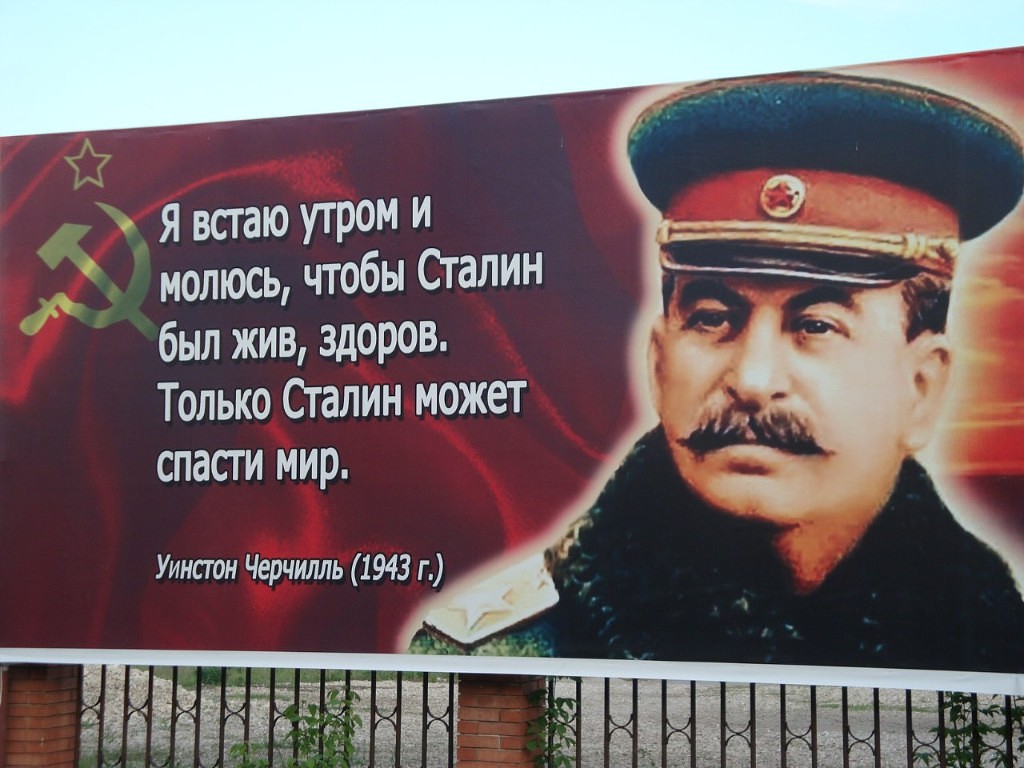 Я встаю утром и
молюсь, чтобы Сталин
был жив, здоров.
Только Сталин может
спасти мир.
Уинстон Черчилль (1943 г.)